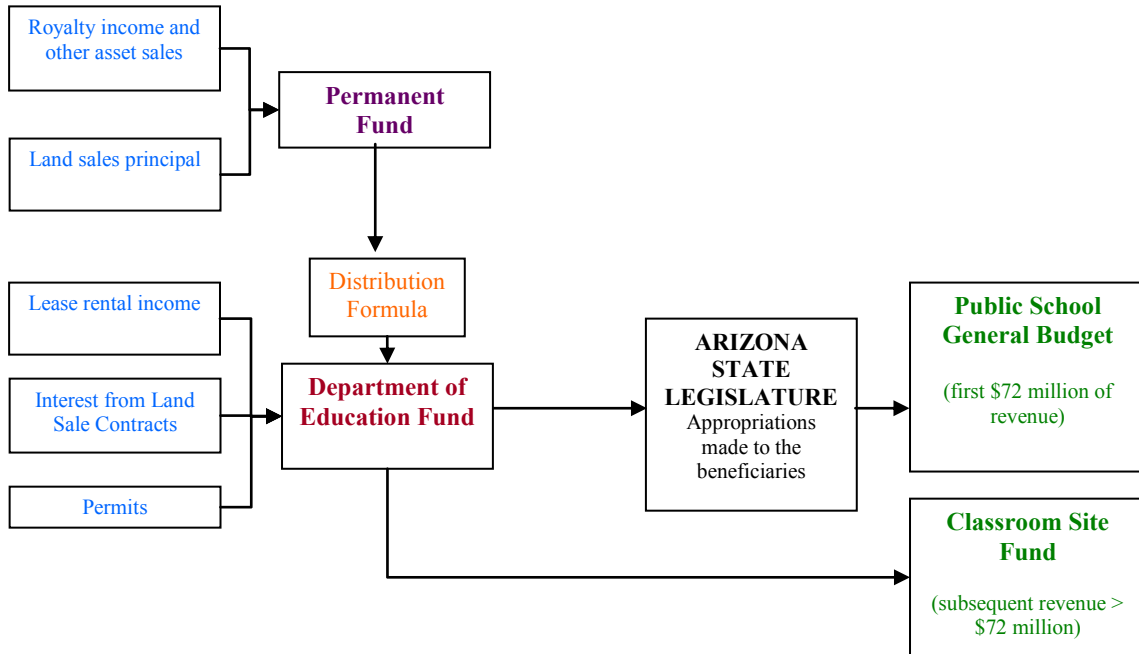 Royalty income and
other asset sales
Permanent
Fund
Land sales principal
Distribution
Formula
Lease rental income
Public School
General Budget
(first $72 million of
revenue)
ARIZONA
STATE
LEGISLATURE
Appropriations
made to the
beneficiaries
Department of
Education Fund
Interest from Land
Sale Contracts
Permits
Classroom Site
Fund
(subsequent revenue >
$72 million)